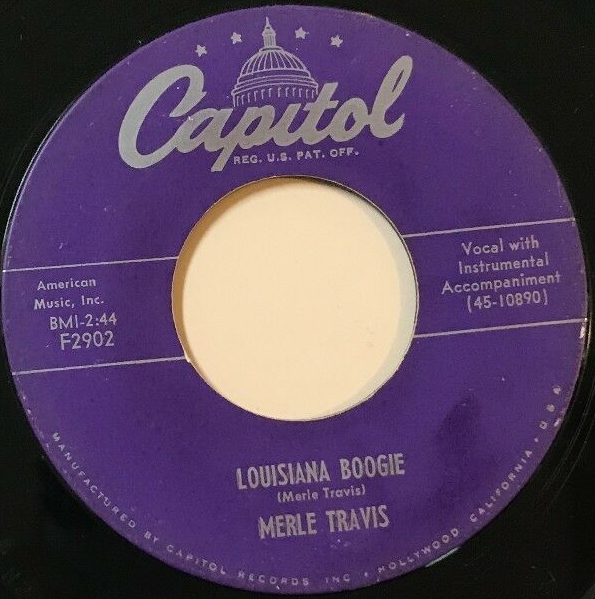 Capitol
REG. U.S. PAT. OFF.
American
Music, Inc.
BMI-2:44
F2902
Vocal with
Instrumental
Accompaniment
(45-10890)
LOUISIANA BOOGIE
(Merle Travis)
MERLE TRAVIS
MANUFACTURED BY CAPITOL RECORDS INC • HOLLYWOOD, CALIFORNIA • USA